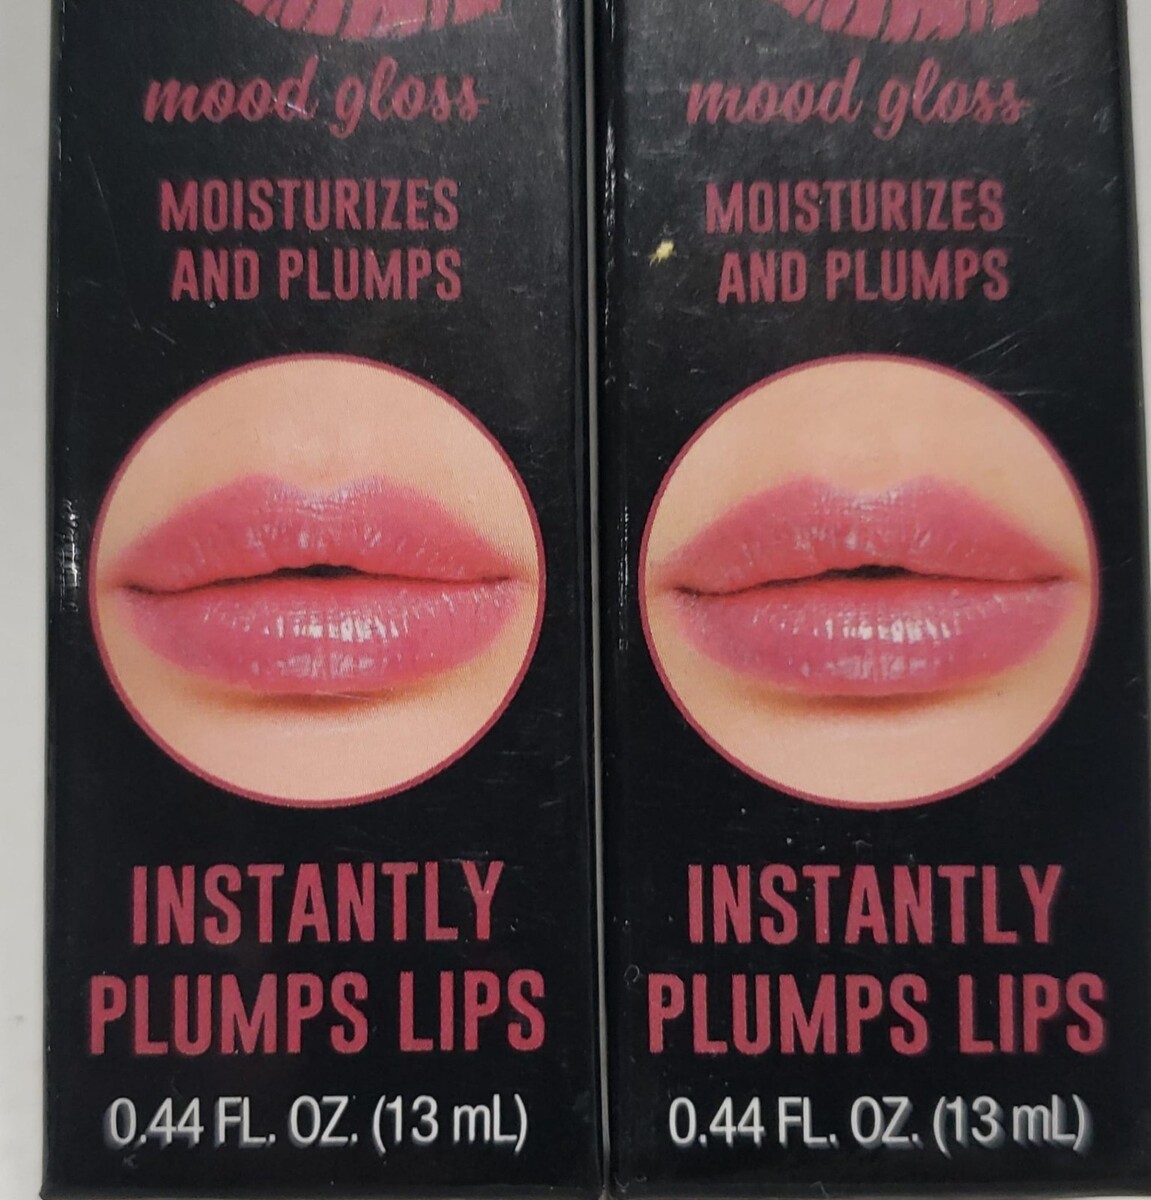 mood gloss
MOISTURIZES
AND PLUMPS
INSTANTLY
PLUMPS LIPS
0.44 FL. OZ. (13 mL)
mood gloss
MOISTURIZES
AND PLUMPS
INSTANTLY
PLUMPS LIPS
0.44 FL. OZ. (13 mL)